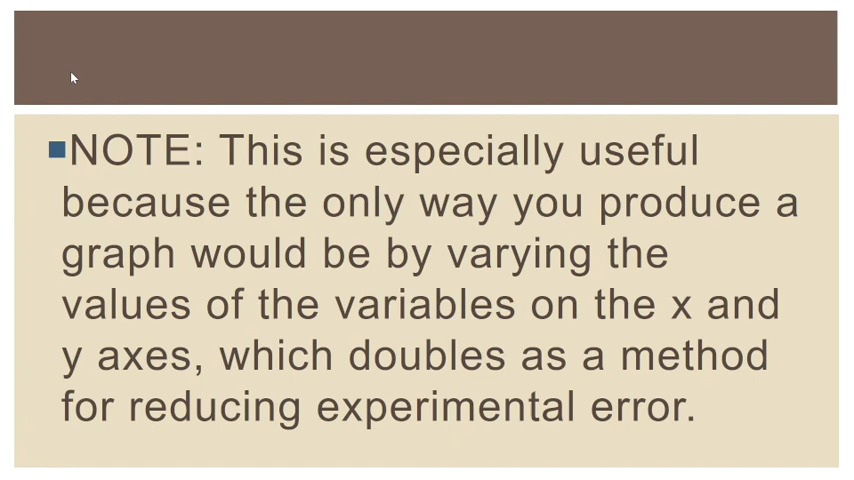 NOTE: This is especially useful
because the only way you produce a
graph would be by varying the
values of the variables on the x and
y axes, which doubles as a method
for reducing experimental error.